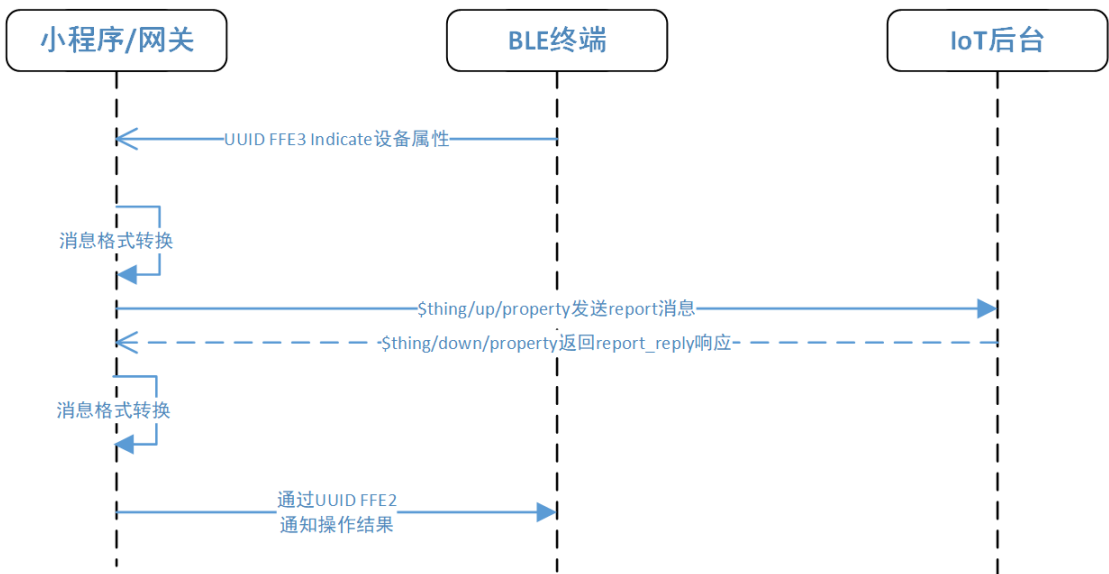 小程序/网关
BLE终端
IoT后台
UUID FFE3 Indicate设备属性
消息格式转换
$thing/up/property发送report消息
$thing/down/property返回report_reply响应
消息格式转换
通过UUID FFE2
通知操作结果